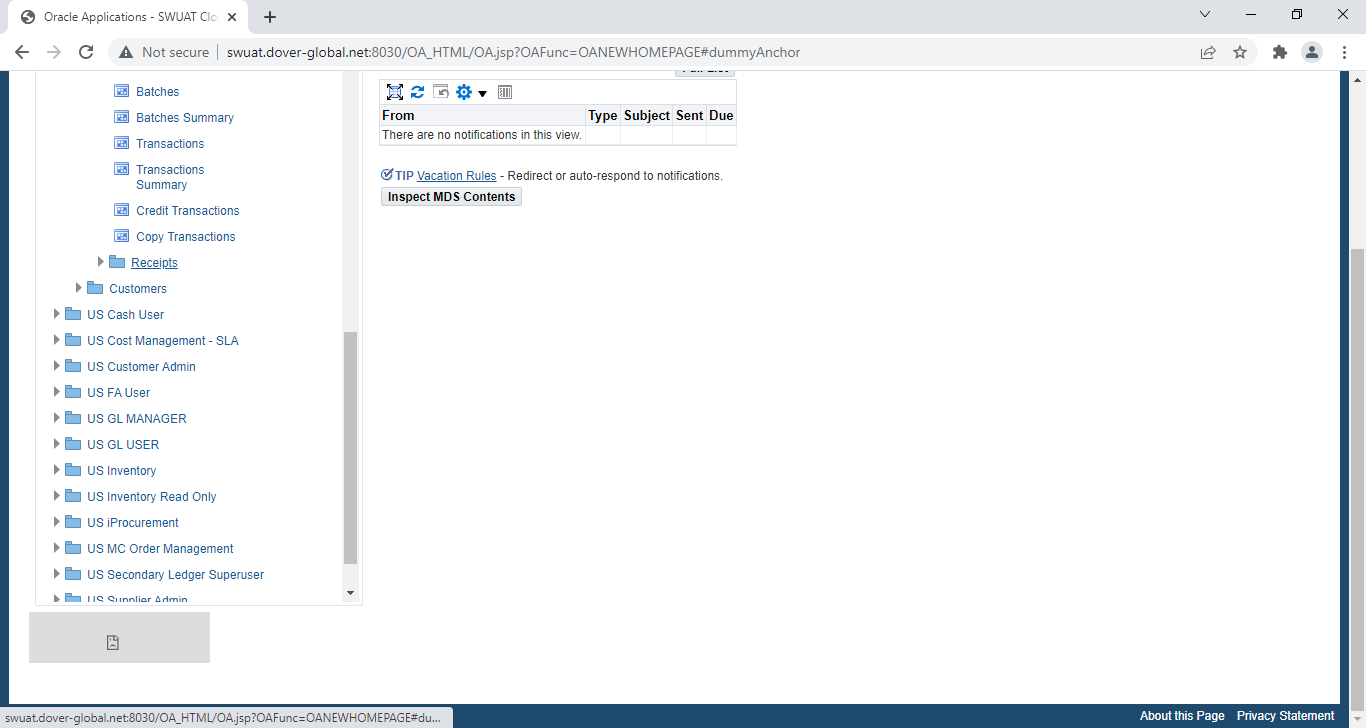 Oracle Applications - SWUAT Clo
Not secure
swuat.dover-global.net:8030/OA_HTML/OA.jsp?OAFunc=OANEWHOMEPAGE#dummyAnchor
Batches
Batches Summary
Transactions
Transactions
Summary
Credit Transactions
Copy Transactions
Receipts
Customers
US Cash User
US Cost Management - SLA
US Customer Admin
US FA User
US GL MANAGER
US GL USER
US Inventory
US Inventory Read Only
US iProcurement
US MC Order Management
US Secondary Ledger Superuser
US Supplier Admin
Full List
From Type Subject Sent Due
There are no notifications in this view.
TIP Vacation Rules - Redirect or auto-respond to notifications.
Inspect MDS Contents
About this Page Privacy Statement
swuat.dover-global.net:8030/OA_HTML/OA.jsp?OAFunc=OANEWHOMEPAGE#du...